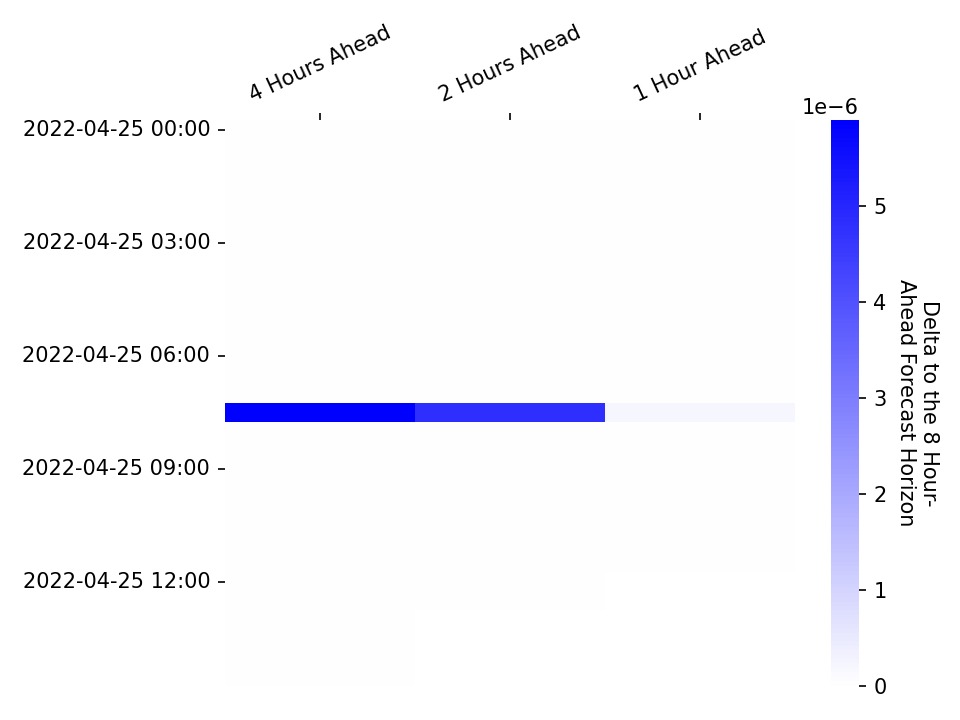 4 Hours Ahead
2 Hours Ahead
1 Hour Ahead
1e−6
2022-04-25 00:00
2022-04-25 03:00
2022-04-25 06:00
2022-04-25 09:00
2022-04-25 12:00
5
4
3
2
1
0
Delta to the 8 Hour-
Ahead Forecast Horizon